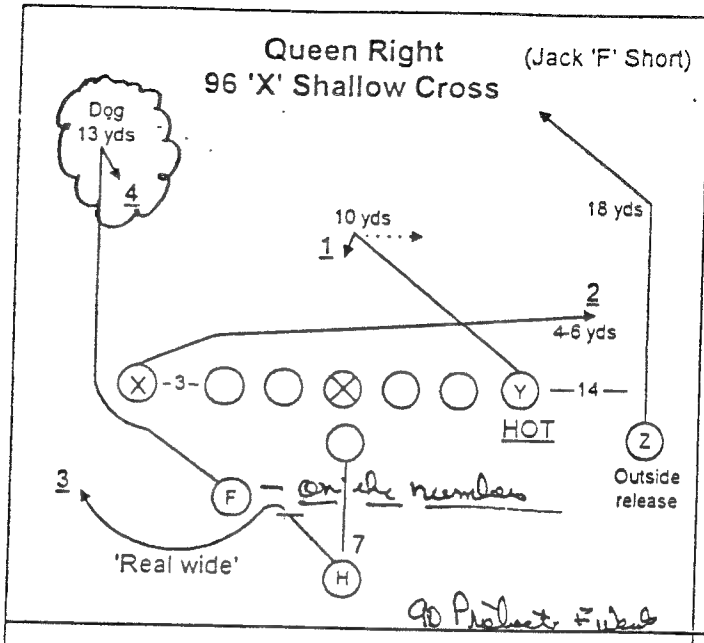 Queen Right
(Jack 'F' Short)
96 'X' Shallow Cross
Dog
13 yds
4
18 yds
10 yds
1
2
4-6 yds
X
-3-
X
Y
14
HOT
Z
Outside
release
3
F
on the numbers
'Real wide'
7
H
90